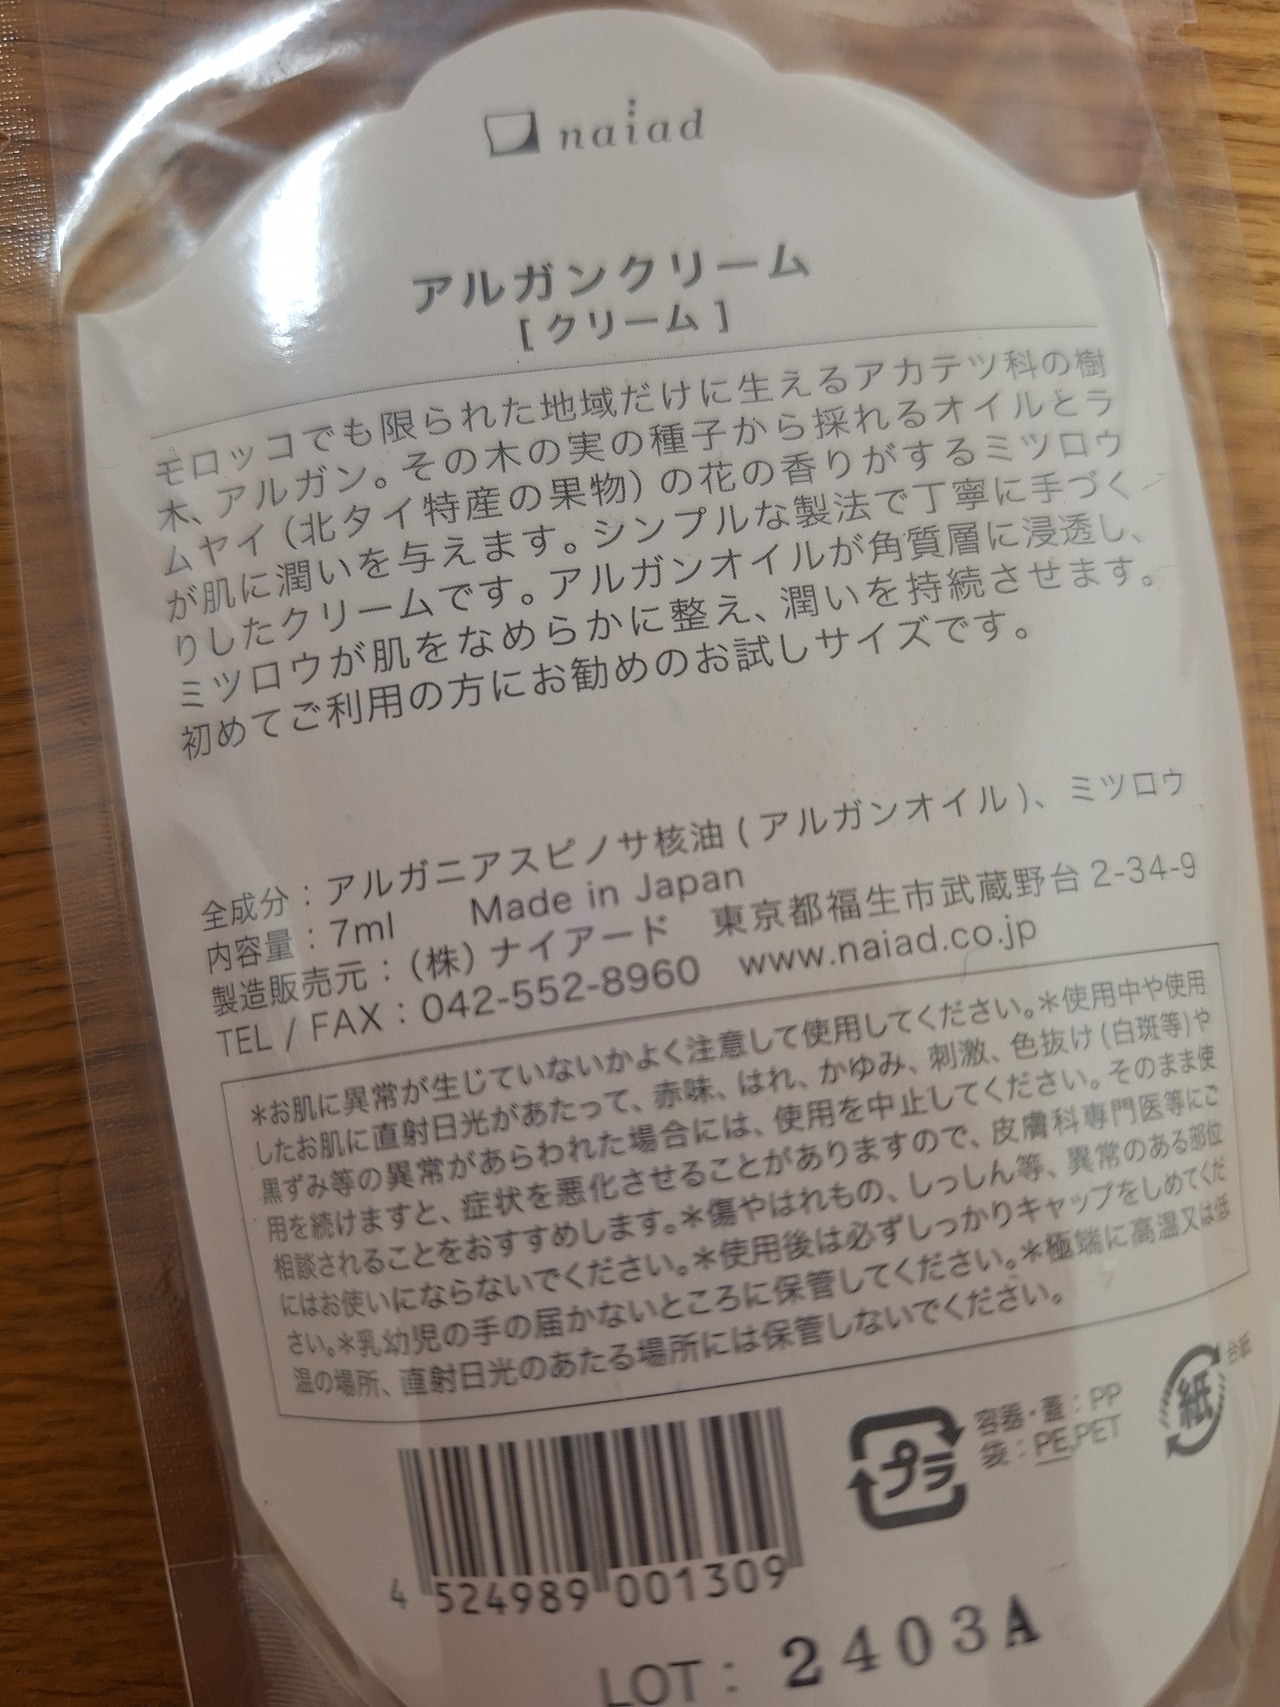 naiad
アルガンクリーム
[ クリーム ]
モロッコでも限られた地域だけに生えるアカテツ科の樹
木、アルガン。その木の実の種子から採れるオイルとラ
ムヤイ（北タイ特産の果物）の花の香りがするミツロウ
が肌に潤いを与えます。シンプルな製法で丁寧に手づく
りしたクリームです。アルガンオイルが角質層に浸透し、
ミツロウが肌をなめらかに整え、潤いを持続させます。
初めてご利用の方にお勧めのお試しサイズです。
全成分：アルガニアスピノサ核油 ( アルガンオイル )、ミツロウ
内容量：7ml　Made in Japan
製造販売元：（株）ナイアード　東京都福生市武蔵野台 2-34-9
TEL / FAX：042-552-8960　www.naiad.co.jp
＊お肌に異常が生じていないかよく注意して使用してください。＊使用中や使用
したお肌に直射日光があたって、赤味、はれ、かゆみ、刺激、色抜け（白斑等）や
黒ずみ等の異常があらわれた場合には、使用を中止してください。そのまま使
用を続けますと、症状を悪化させることがありますので、皮膚科専門医等にご
相談されることをおすすめします。＊傷やはれもの、しっしん等、異常のある部位
にはお使いにならないでください。＊使用後は必ずしっかりキャップをしめてくだ
さい。＊乳幼児の手の届かないところに保管してください。＊極端に高温又は低
温の場所、直射日光のあたる場所には保管しないでください。
プラ
容器・蓋：PP
袋：PE,PET
紙
台紙
4 524989 001309
LOT： 2403A